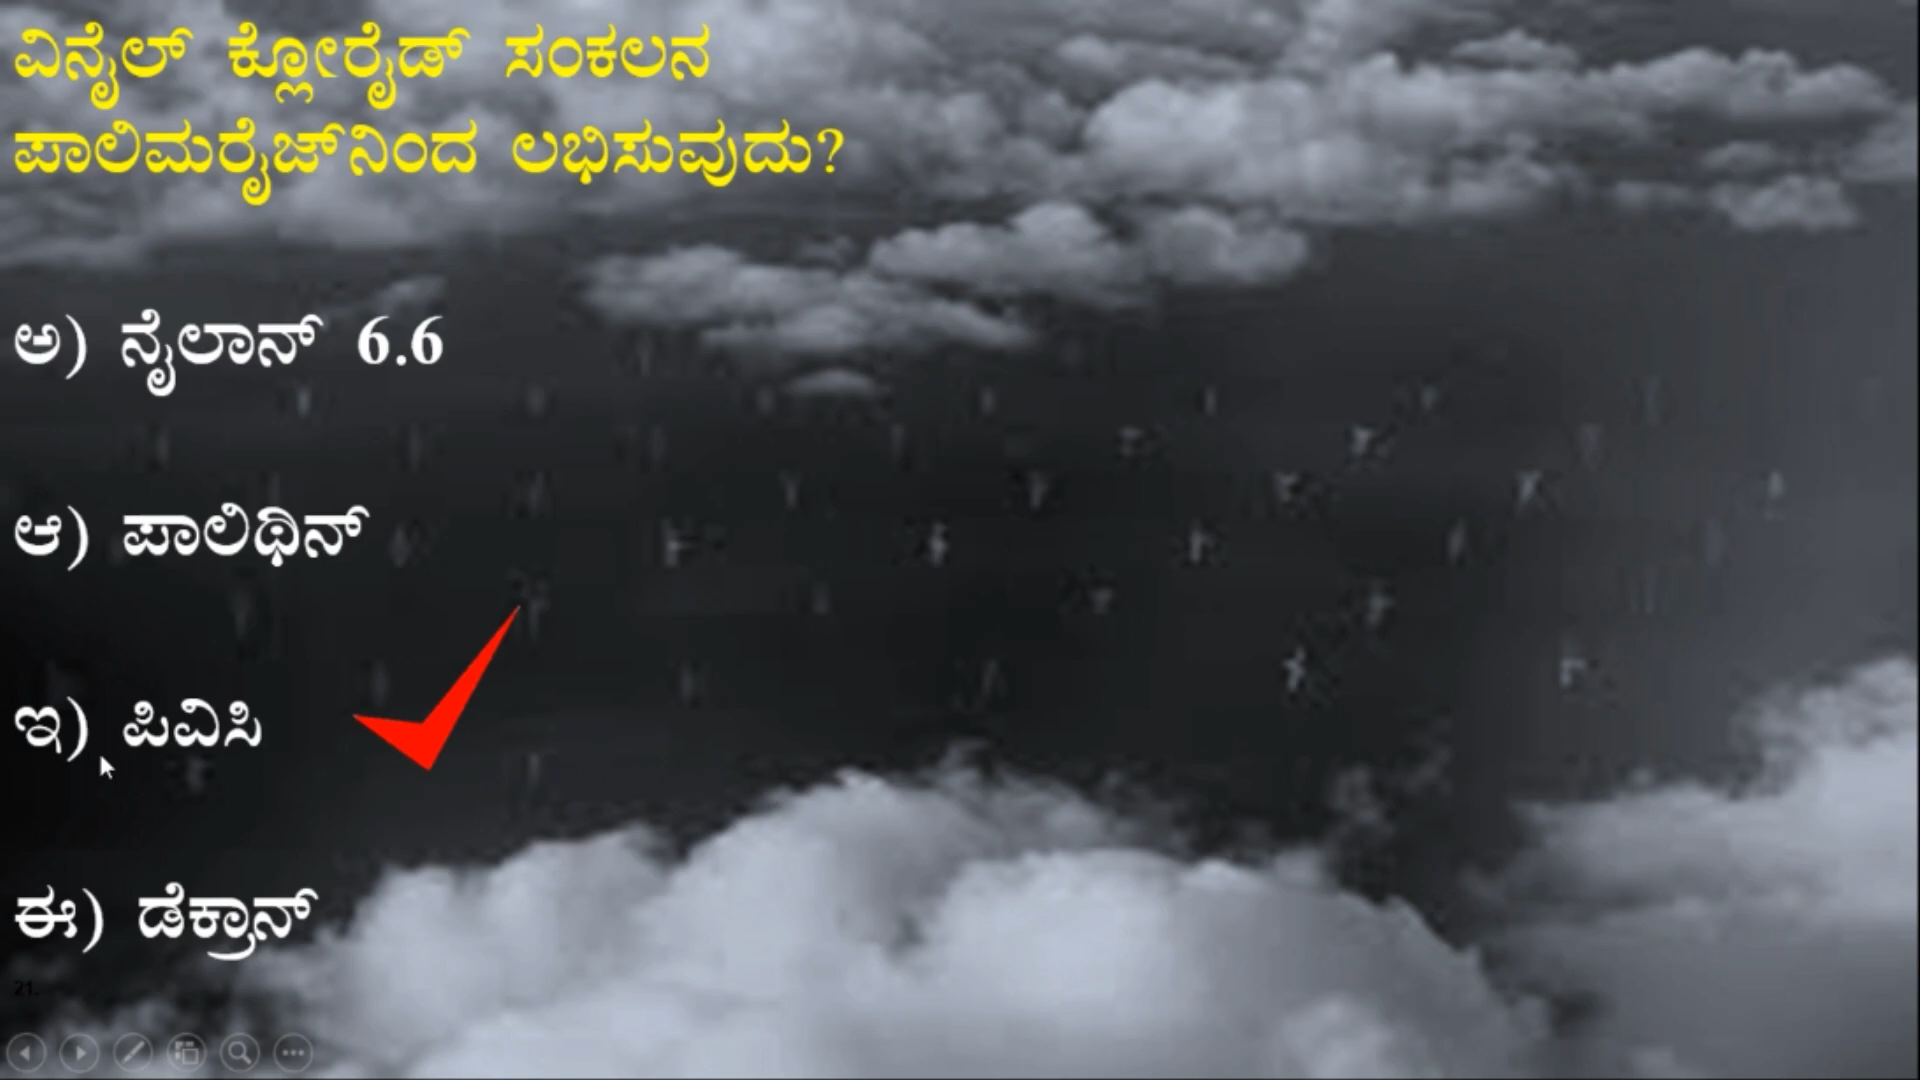 ವಿನೈಲ್ ಕ್ಲೋರೈಡ್ ಸಂಕಲನ
ಪಾಲಿಮರೈಜ್‌ನಿಂದ ಲಭಿಸುವುದು?
ಅ) ನೈಲಾನ್ 6.6
ಆ) ಪಾಲಿಥಿನ್
ಇ) ಪಿವಿಸಿ
ಈ) ಡೆಕ್ರಾನ್
21.